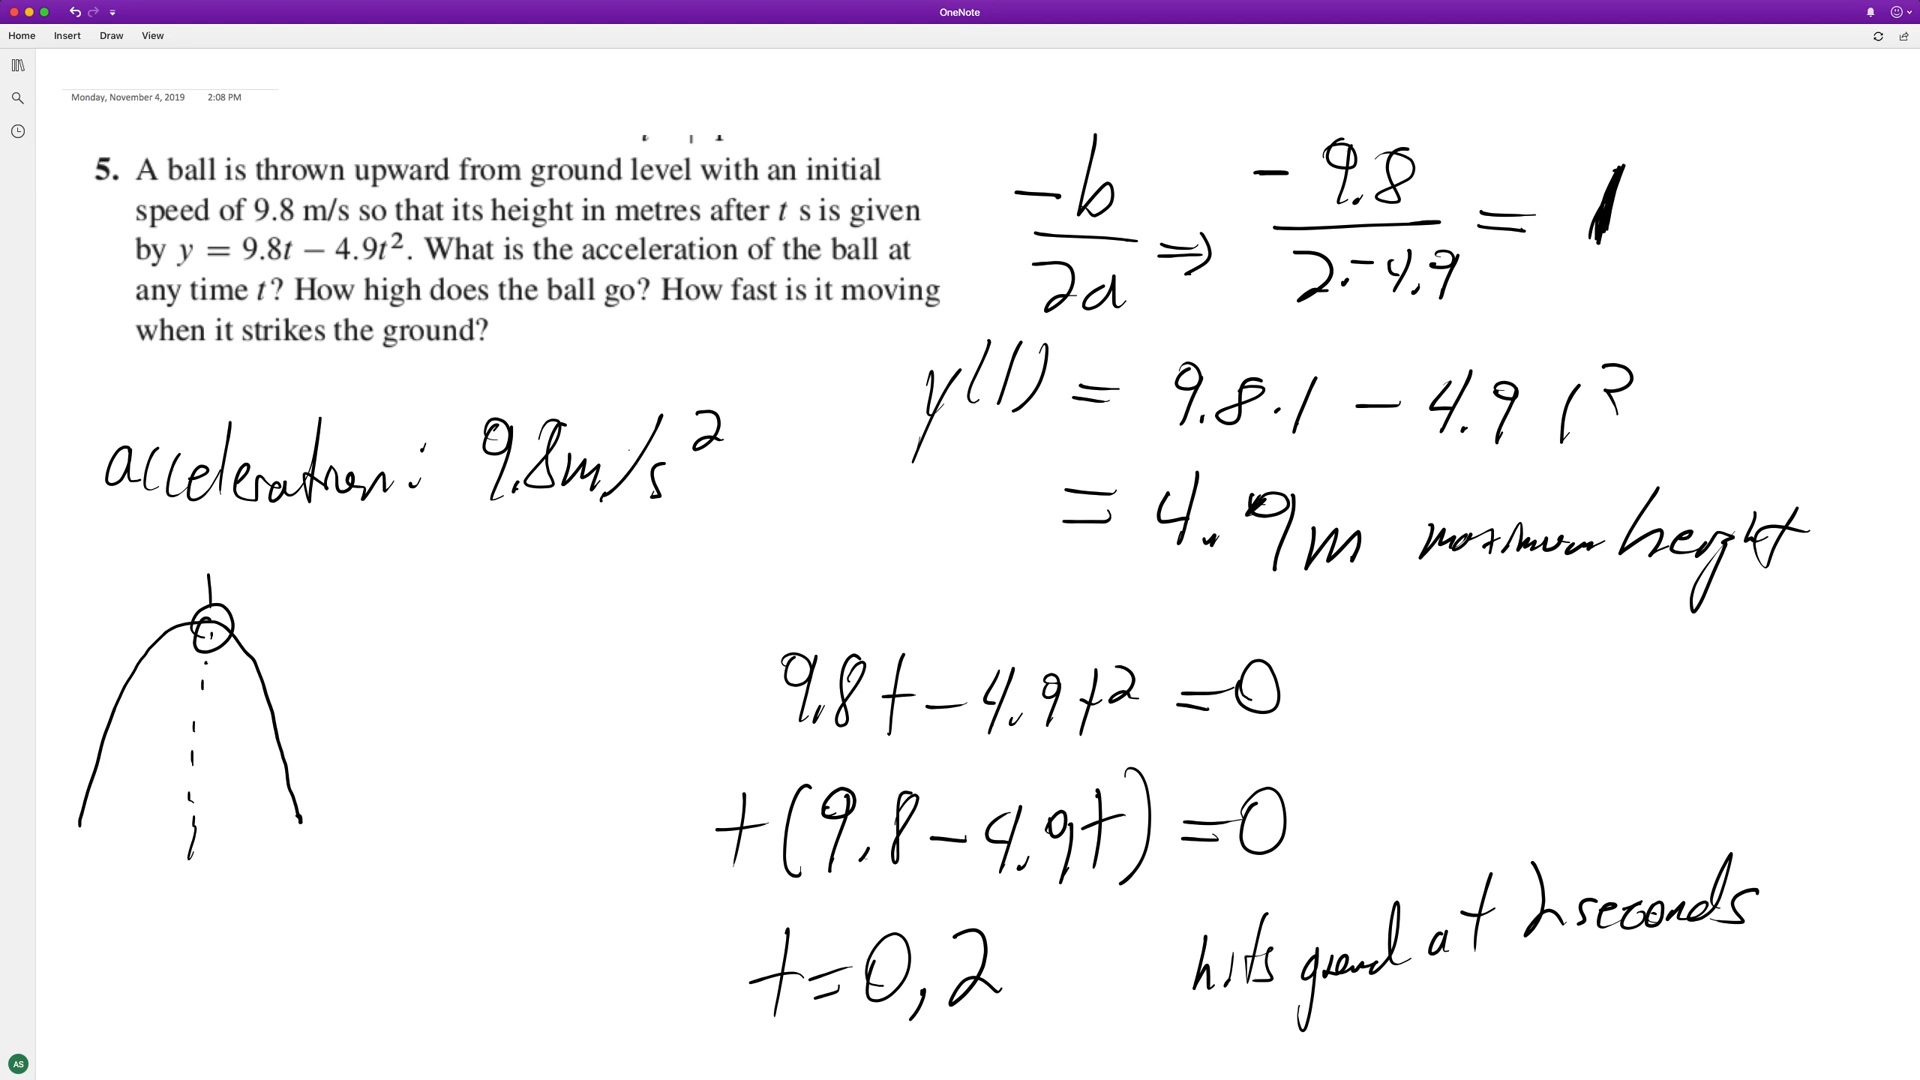 OneNote
Home Insert Draw View
Monday, November 4, 2019 2:08 PM
5. A ball is thrown upward from ground level with an initial
speed of 9.8 m/s so that its height in metres after t s is given
by y = 9.8t − 4.9t². What is the acceleration of the ball at
any time t? How high does the ball go? How fast is it moving
when it strikes the ground?
acceleration: 9.8m/s²
-b/2a ⇒ -9.8/2·-4.9 = 1
y(1) = 9.8·1 − 4.9 1²
= 4.9m maximum height
9.8t − 4.9t² = 0
t(9.8 − 4.9t) = 0
t = 0, 2
hits ground at 2 seconds
AS